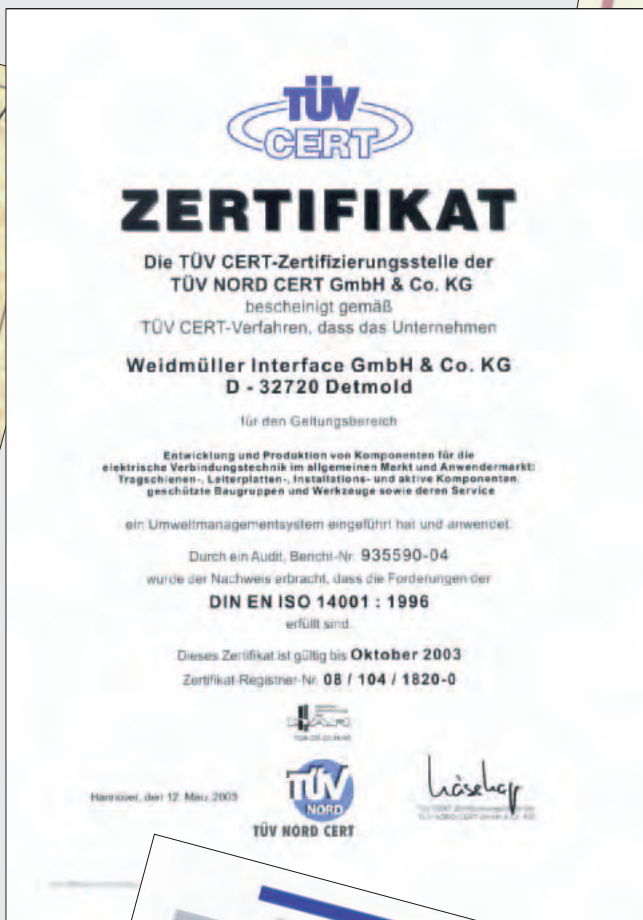 TÜV
CERT
ZERTIFIKAT
Die TÜV CERT-Zertifizierungsstelle der
TÜV NORD CERT GmbH & Co. KG
bescheinigt gemäß
TÜV CERT-Verfahren, dass das Unternehmen
Weidmüller Interface GmbH & Co. KG
D - 32720 Detmold
für den Geltungsbereich
Entwicklung und Produktion von Komponenten für die
elektrische Verbindungstechnik im allgemeinen Markt und Anwendermarkt:
Tragschienen-, Leiterplatten-, Installations- und aktive Komponenten,
geschützte Baugruppen und Werkzeuge sowie deren Service
ein Umweltmanagementsystem eingeführt hat und anwendet.
Durch ein Audit, Bericht-Nr. 935590-04
wurde der Nachweis erbracht, dass die Forderungen der
DIN EN ISO 14001 : 1996
erfüllt sind.
Dieses Zertifikat ist gültig bis Oktober 2003
Zertifikat-Registrier-Nr. 08 / 104 / 1820-0
Hannover, den 12. März 2003
TÜV
NORD
TÜV NORD CERT